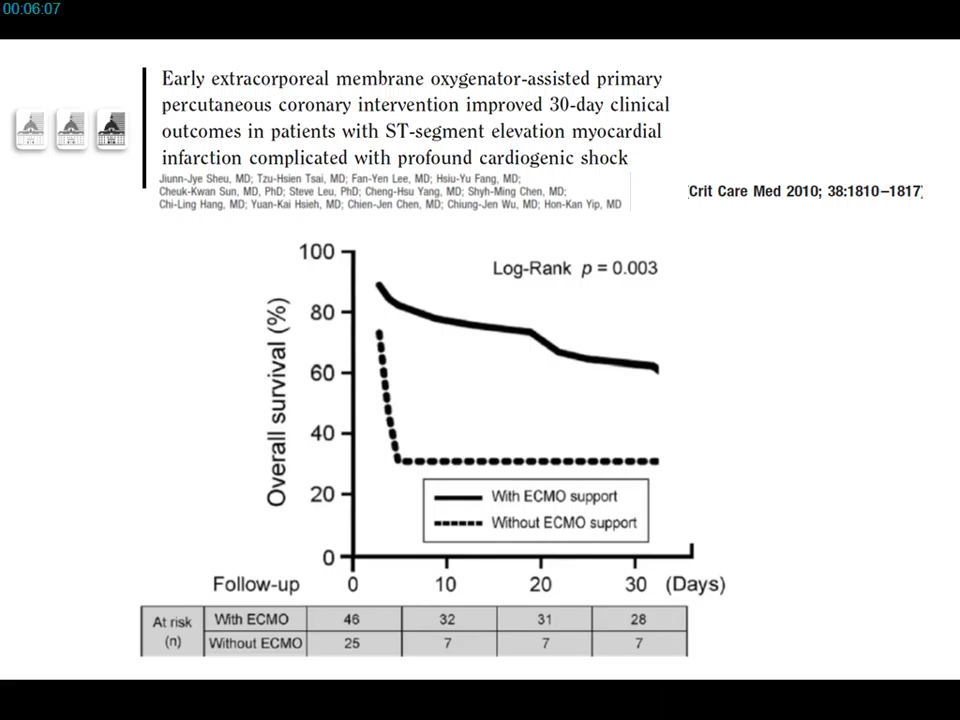 00:06:07
Early extracorporeal membrane oxygenator-assisted primary
percutaneous coronary intervention improved 30-day clinical
outcomes in patients with ST-segment elevation myocardial
infarction complicated with profound cardiogenic shock
Jiunn-Jye Sheu, MD; Tzu-Hsien Tsai, MD; Fan-Yen Lee, MD; Hsiu-Yu Fang, MD;
Cheuk-Kwan Sun, MD, PhD; Steve Leu, PhD; Cheng-Hsu Yang, MD; Shyh-Ming Chen, MD;
Chi-Ling Hang, MD; Yuan-Kai Hsieh, MD; Chien-Jen Chen, MD; Chiung-Jen Wu, MD; Hon-Kan Yip, MD
Crit Care Med 2010; 38:1810–1817
Log-Rank p = 0.003
Overall survival (%)
100
80
60
40
20
0
With ECMO support
Without ECMO support
Follow-up 0 10 20 30 (Days)
At risk (n)
With ECMO 46 32 31 28
Without ECMO 25 7 7 7